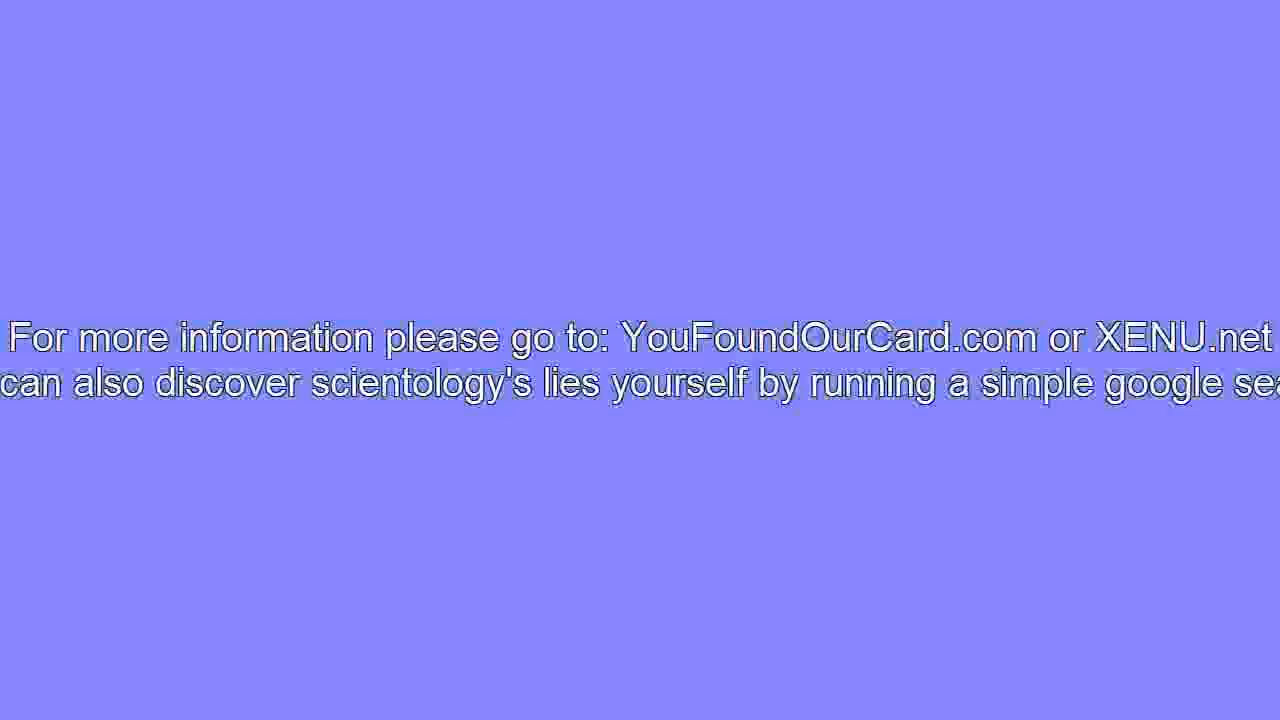 For more information please go to: YouFoundOurCard.com or XENU.net
can also discover scientology's lies yourself by running a simple google sea